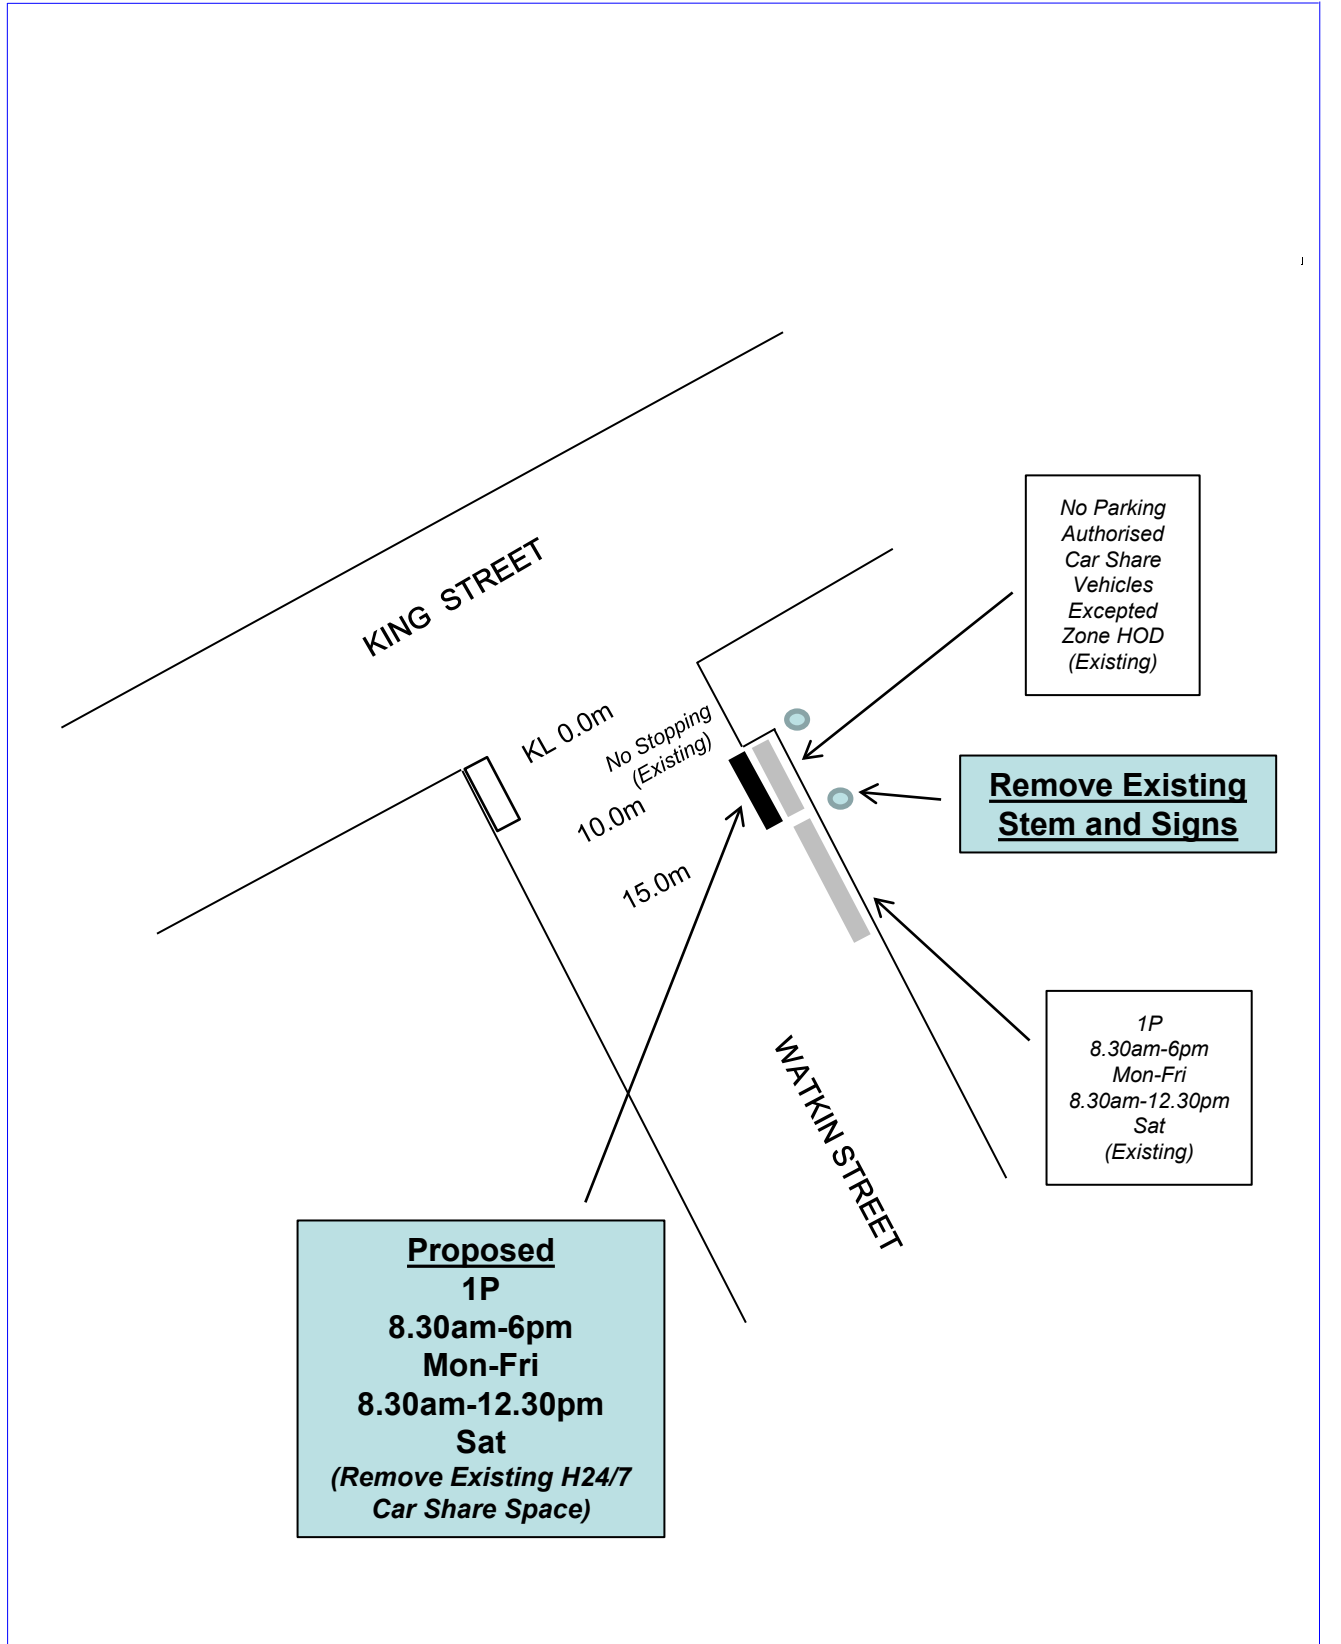 KING STREET
No Parking
Authorised
Car Share
Vehicles
Excepted
Zone HOD
(Existing)
KL 0.0m
No Stopping
(Existing)
10.0m
15.0m
Remove Existing
Stem and Signs
1P
8.30am-6pm
Mon-Fri
8.30am-12.30pm
Sat
(Existing)
WATKIN STREET
Proposed
1P
8.30am-6pm
Mon-Fri
8.30am-12.30pm
Sat
(Remove Existing H24/7
Car Share Space)